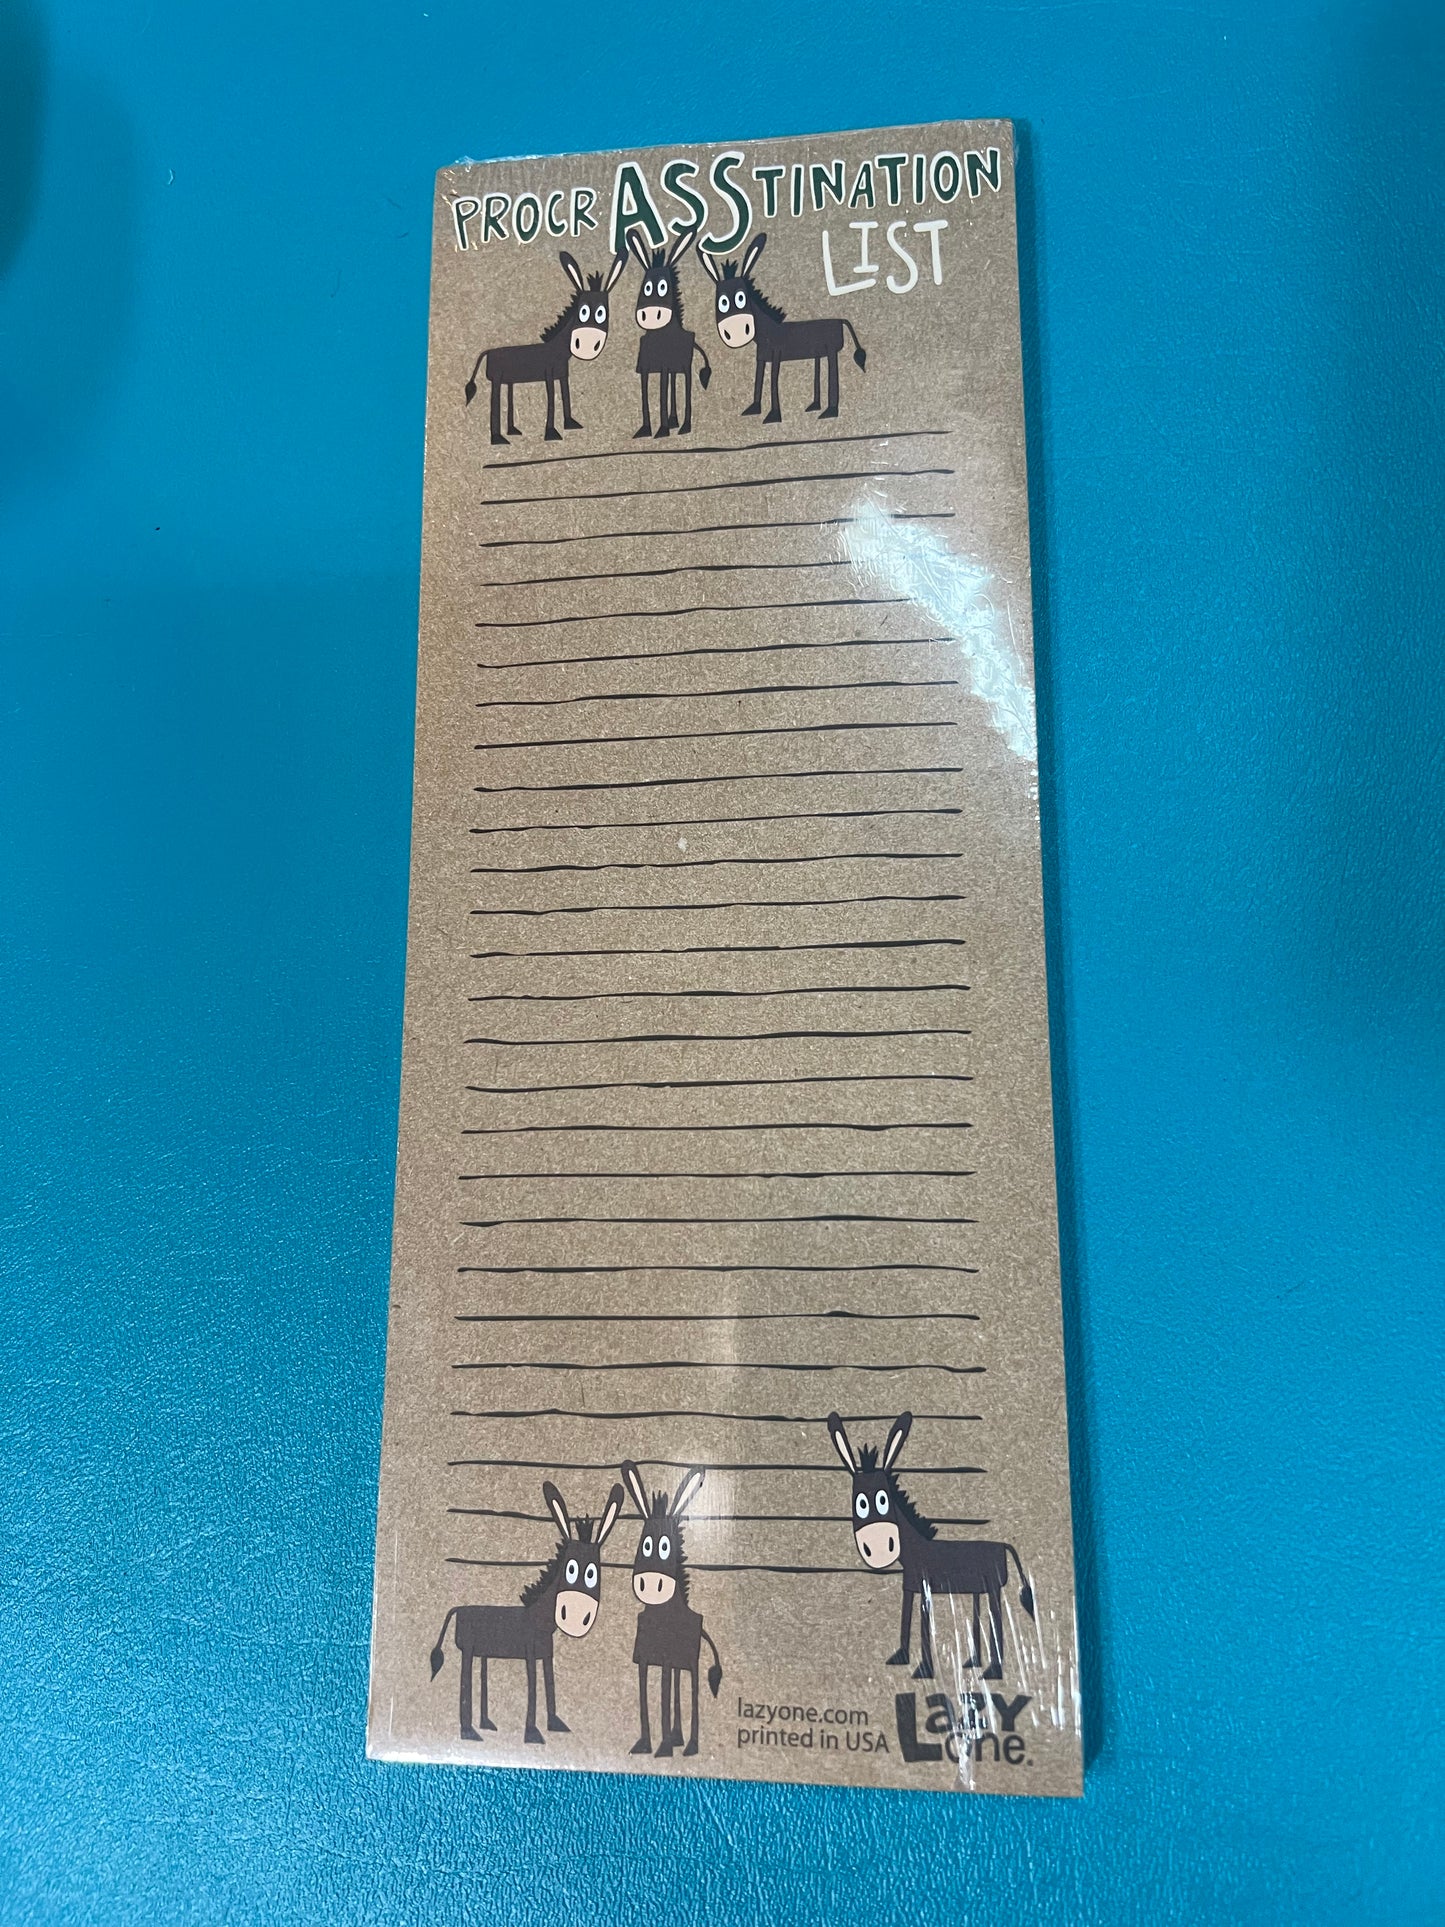 PROCRASSTINATION
LIST
lazyone.com
printed in USA
LAZY
One.